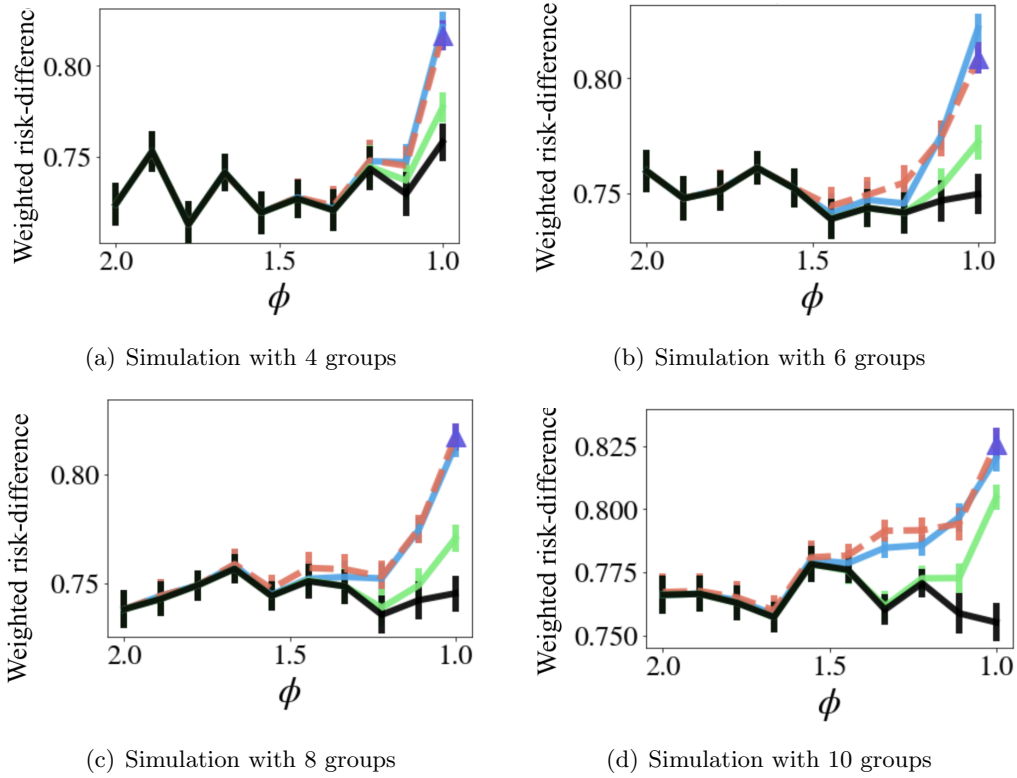 Weighted risk-difference
0.80
0.75
2.0 1.5 1.0
ϕ
(a) Simulation with 4 groups
Weighted risk-difference
0.80
0.75
2.0 1.5 1.0
ϕ
(b) Simulation with 6 groups
Weighted risk-difference
0.80
0.75
2.0 1.5 1.0
ϕ
(c) Simulation with 8 groups
Weighted risk-difference
0.825
0.800
0.775
0.750
2.0 1.5 1.0
ϕ
(d) Simulation with 10 groups